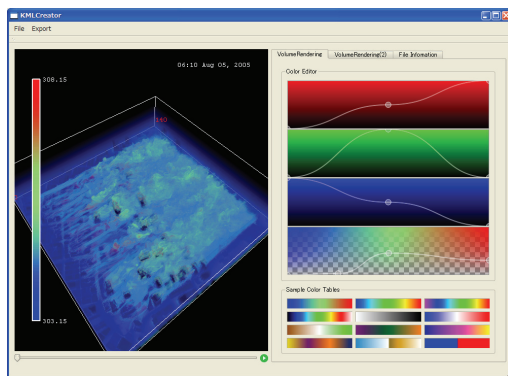 KMLCreator
File Export
VolumeRendering VolumeRendering(2) File Infomation
06:10 Aug 05, 2005
308.15
140
303.15
Color Editor
Sample Color Tables